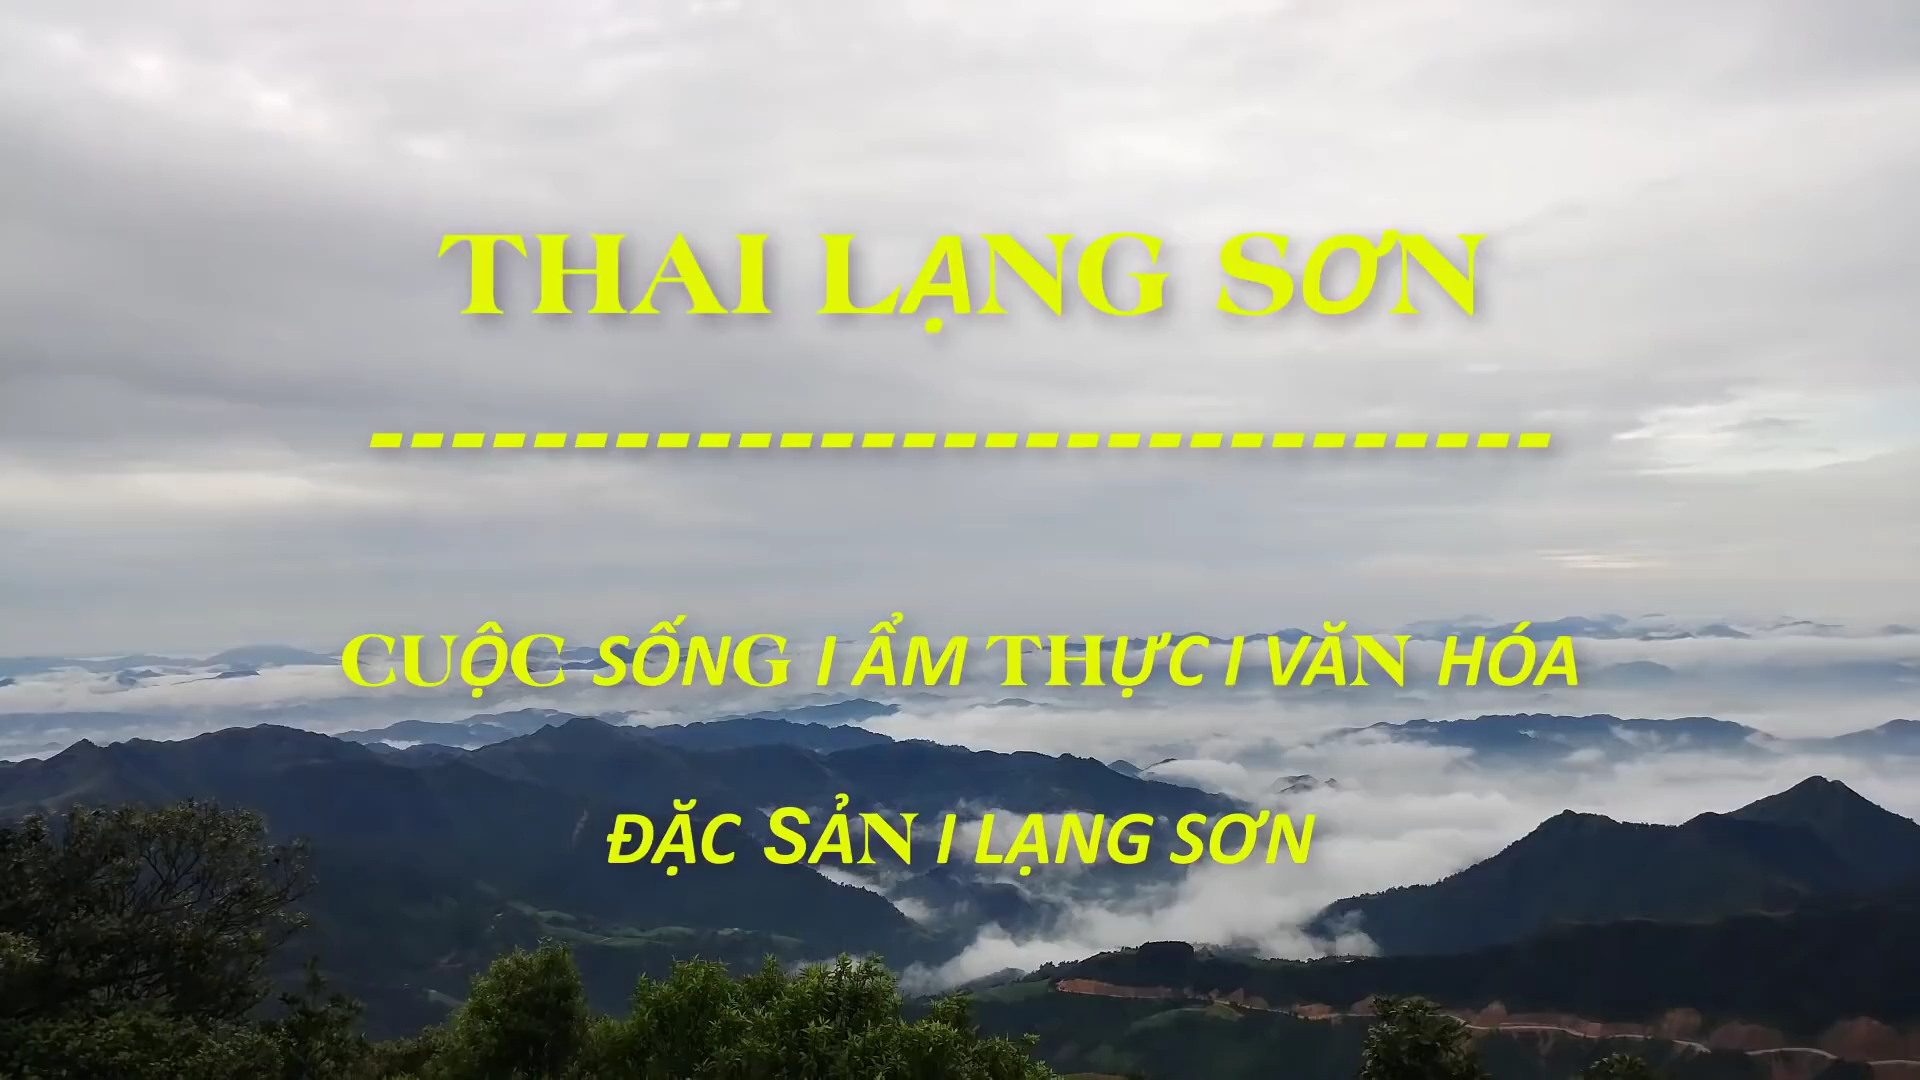 THAI LẠNG SƠN
-----------------------------
CUỘC SỐNG I ẨM THỰC I VĂN HÓA
ĐẶC SẢN I LẠNG SƠN